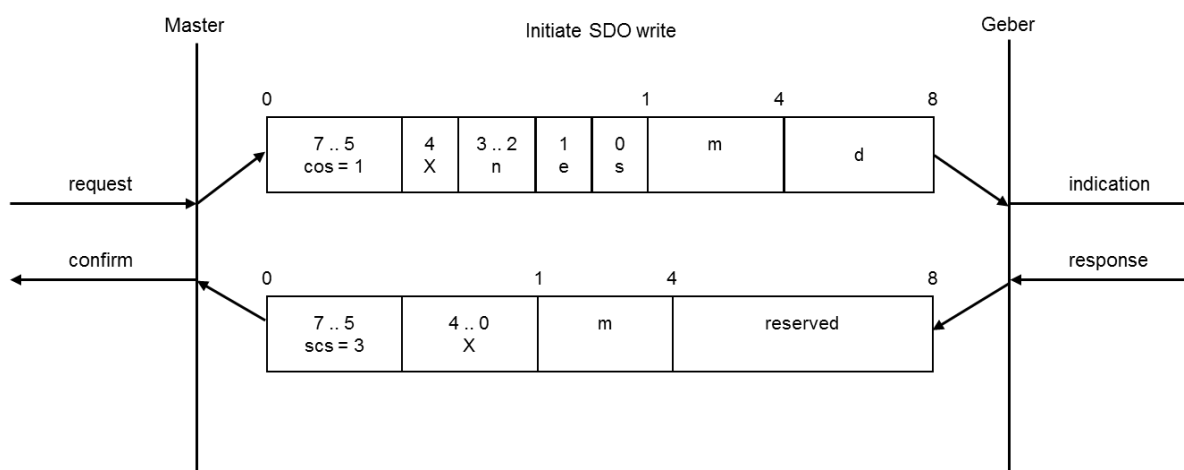 Master Initiate SDO write Geber
0 1 4 8
7 .. 5 4 3 .. 2 1 0 m d
cos = 1 X n e s
request indication
confirm response
0 1 4 8
7 .. 5 4 .. 0 m reserved
scs = 3 X